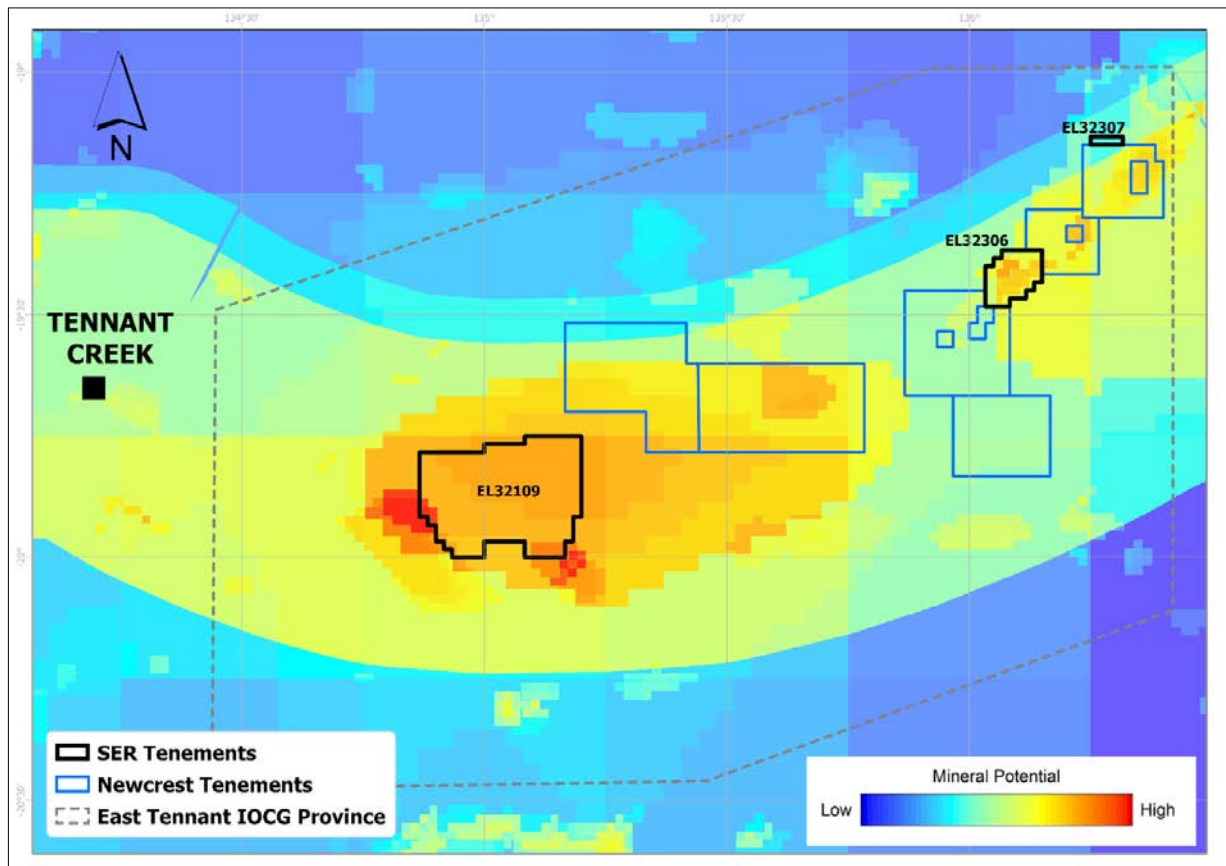 134°30'
135°
135°30'
136°
-19°
N
EL32307
EL32306
-19°30'
TENNANT
CREEK
EL32109
-20°
-20°30'
SER Tenements
Newcrest Tenements
East Tennant IOCG Province
Mineral Potential
Low
High